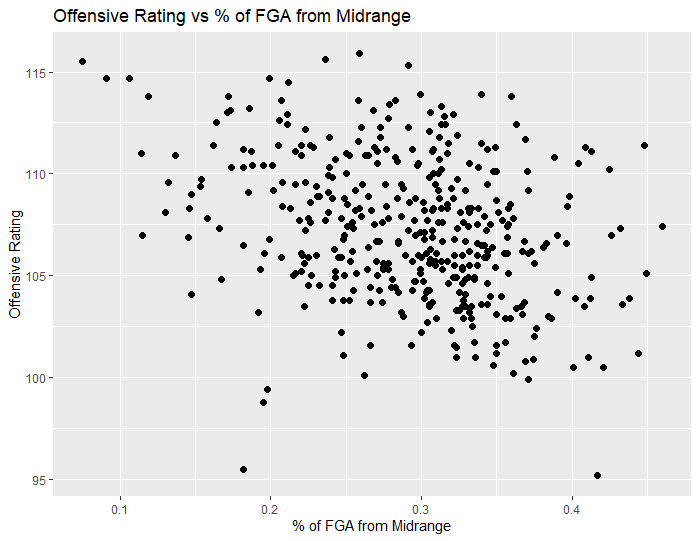 Offensive Rating vs % of FGA from Midrange
115
110
105
100
95
Offensive Rating
0.1 0.2 0.3 0.4
% of FGA from Midrange